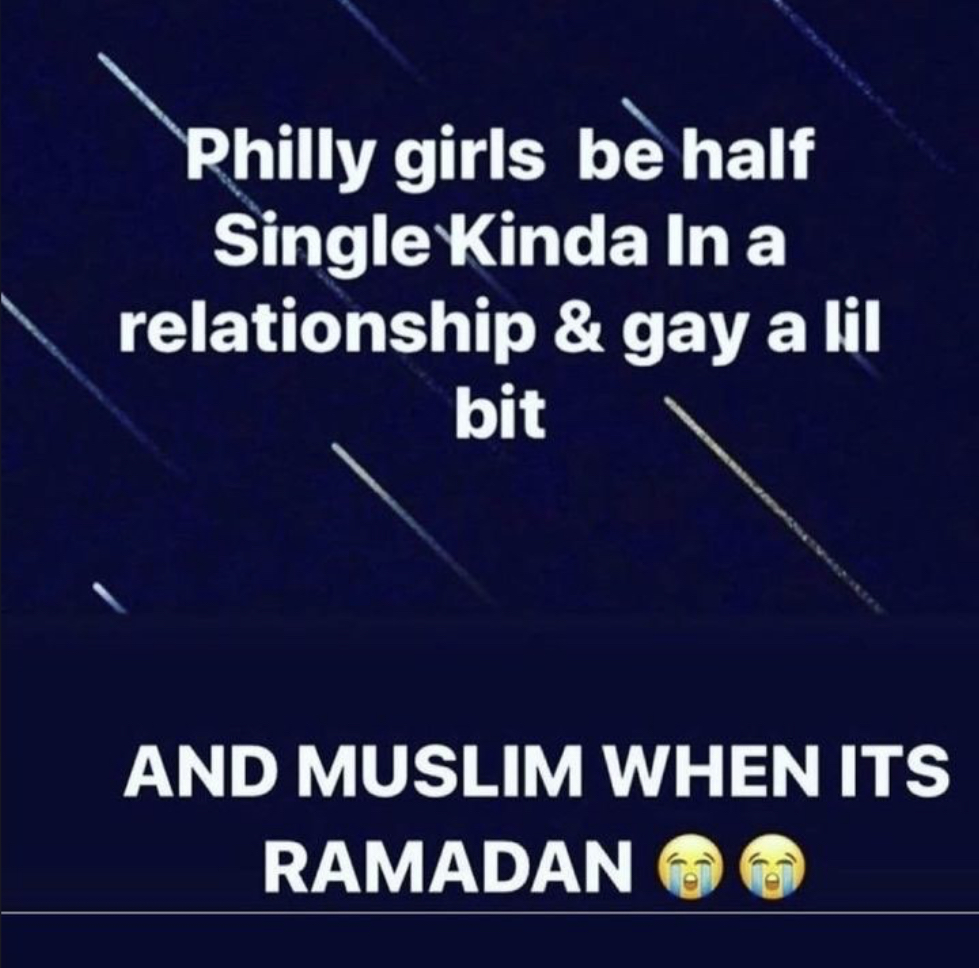 Philly girls be half
Single Kinda In a
relationship & gay a lil
bit
AND MUSLIM WHEN ITS
RAMADAN 😭😭